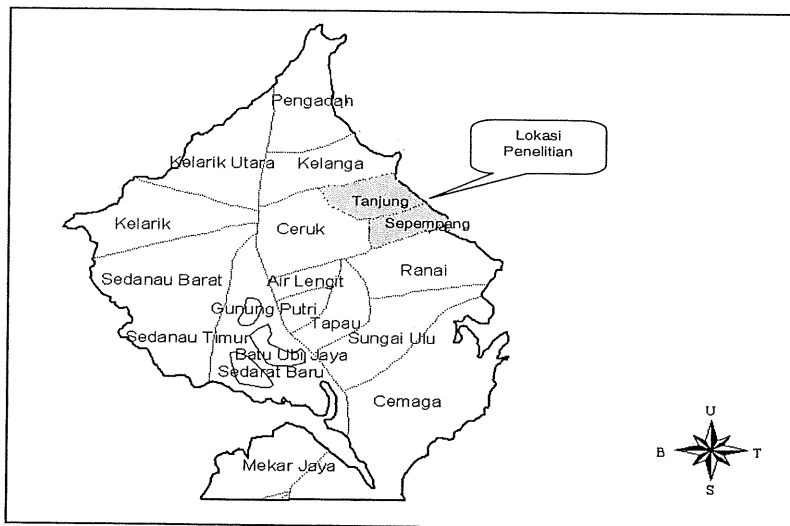 Pengadah
Lokasi
Penelitian
Kelarik Utara
Kelanga
Tanjung
Sepempang
Kelarik
Ceruk
Ranai
Sedanau Barat
Air Lengit
Gunung Putri
Tapau
Sedanau Timur
Sungai Ulu
Batu Ubi Jaya
Sedarat Baru
Cemaga
Mekar Jaya
U
B
T
S